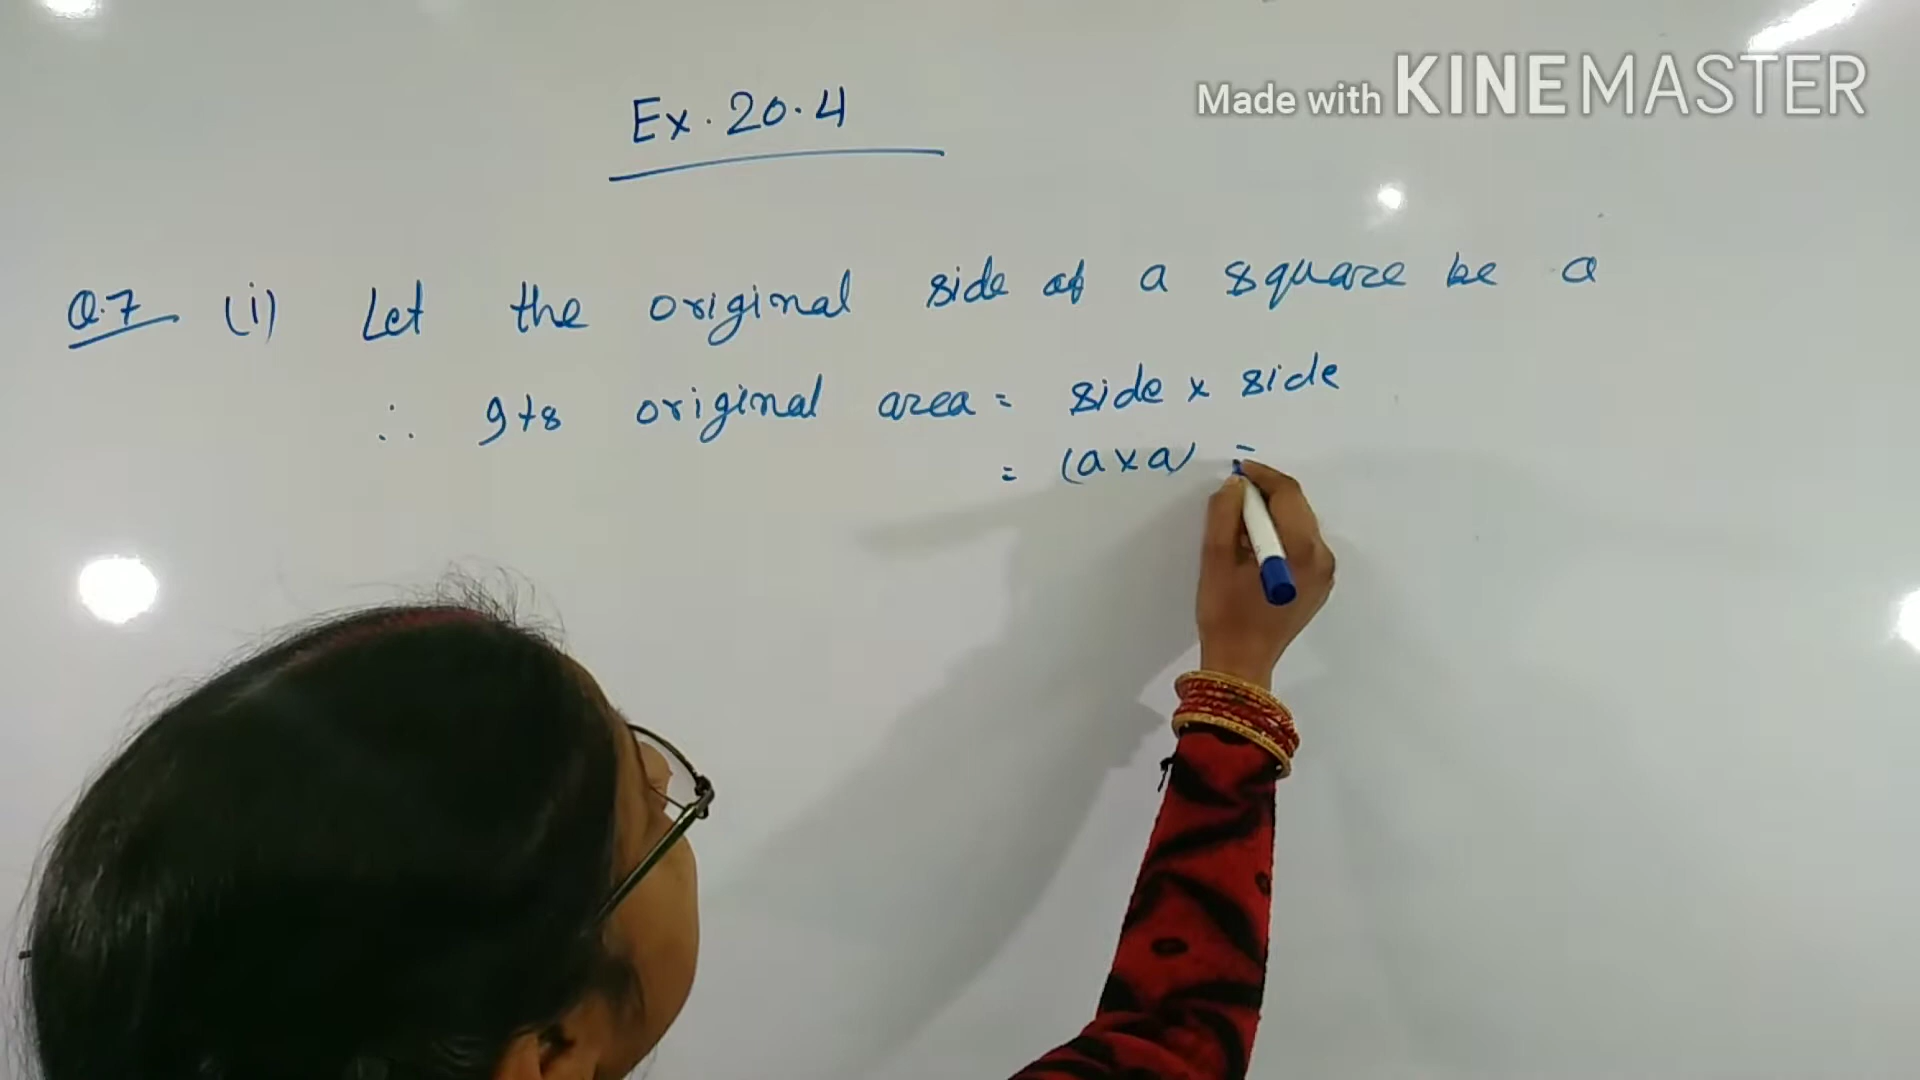 Made with KINEMASTER
Ex. 20.4
Q.7 (i) Let the original side of a square be a
∴ Its original area = side × side
= (a×a) =